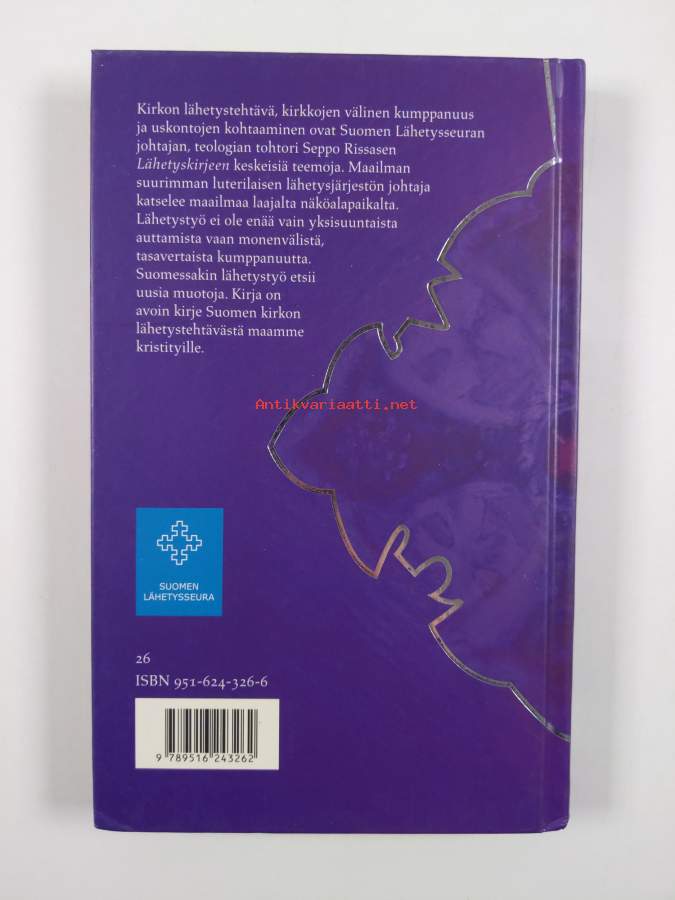 Kirkon lähetystehtävä, kirkkojen välinen kumppanuus
ja uskontojen kohtaaminen ovat Suomen Lähetysseuran
johtajan, teologian tohtori Seppo Rissasen
Lähetyskirjeen keskeisiä teemoja. Maailman
suurimman luterilaisen lähetysjärjestön johtaja
katselee maailmaa laajalta näköalapaikalta.
Lähetystyö ei ole enää vain yksisuuntaista
auttamista vaan monenvälistä,
tasavertaista kumppanuutta.
Suomessakin lähetystyö etsii
uusia muotoja. Kirja on
avoin kirje Suomen kirkon
lähetystehtävästä maamme
kristityille.
Antikvariaatti.net
SUOMEN
LÄHETYSSEURA
26
ISBN 951-624-326-6
9 789516 243262